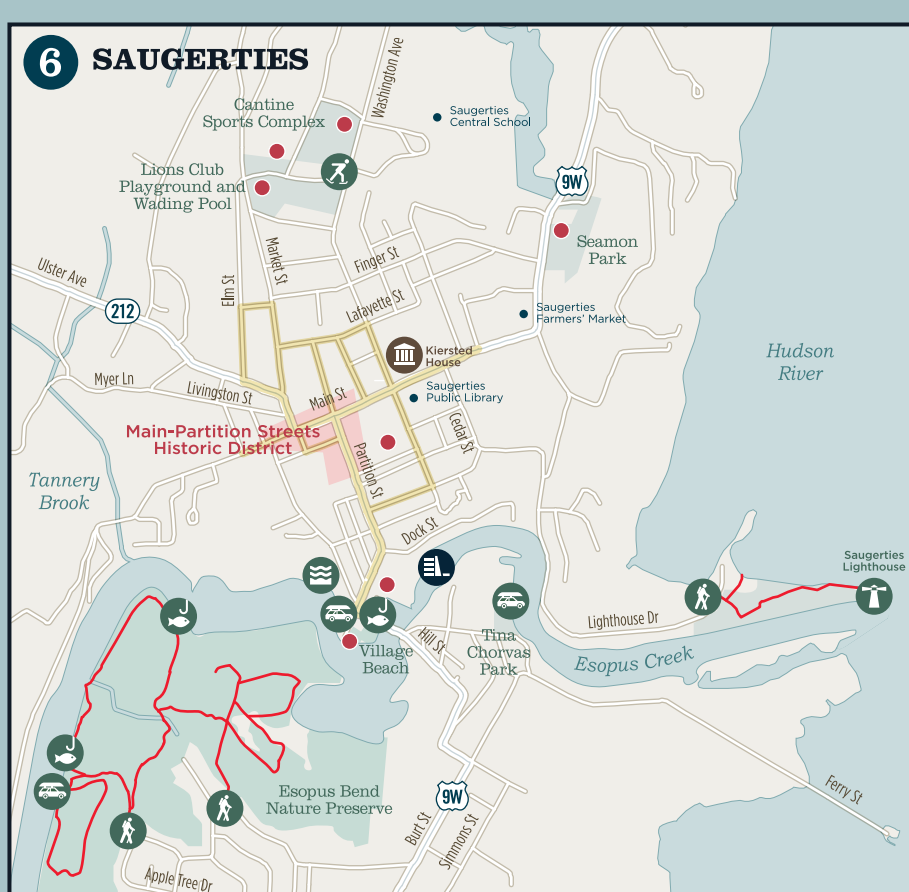 6 SAUGERTIES
Washington Ave
Cantine
Sports Complex
Saugerties
Central School
Lions Club
Playground and
Wading Pool
9W
Seamon
Park
Market St
Finger St
Ulster Ave
Elm St
212
Lafayette St
Saugerties
Farmers' Market
Kiersted
House
Hudson
River
Myer Ln
Livingston St
Main St
Saugerties
Public Library
Main-Partition Streets
Historic District
Cedar St
Partition St
Tannery
Brook
Dock St
Saugerties
Lighthouse
Lighthouse Dr
Hill St
Tina
Chorvas
Park
Village
Beach
Esopus Creek
Esopus Bend
Nature Preserve
9W
Ferry St
Burt St
Simmons St
Apple Tree Dr